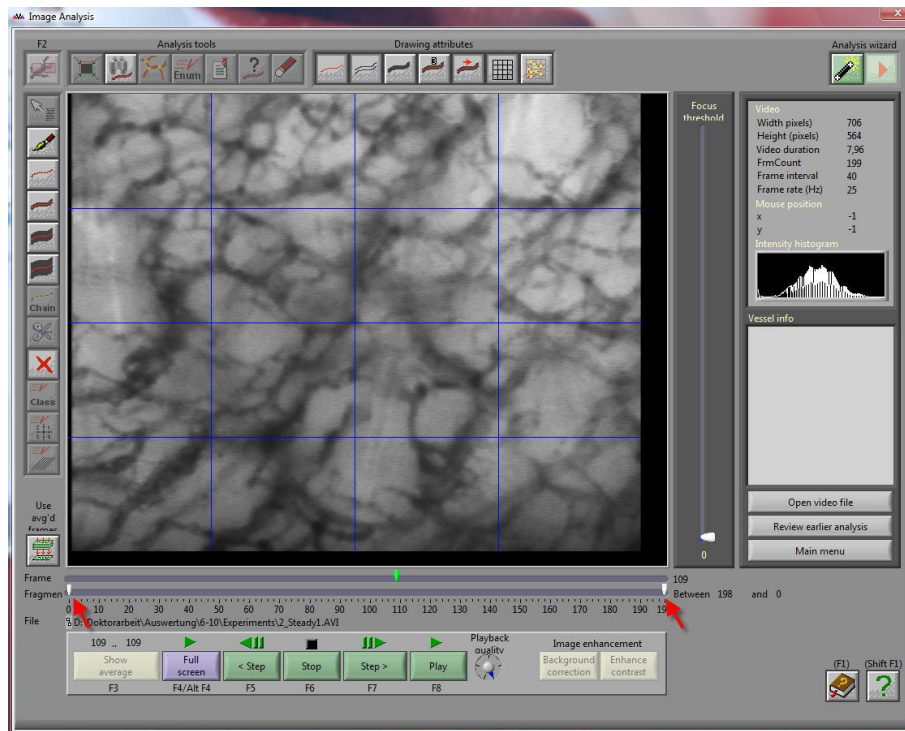 Image Analysis
F2
Analysis tools
Drawing attributes
Analysis wizard
Enum
?
B
Focus
threshold
Video
Width pixels) 706
Height (pixels) 564
Video duration 7,96
FrmCount 199
Frame interval 40
Frame rate (Hz) 25
Mouse position
x -1
y -1
Intensity histogram
Chain
Vessel info
Class
Use
avg'd
frames
Open video file
Review earlier analysis
Main menu
0
Frame
109
Fragmen
Between 198 and 0
0 10 20 30 40 50 60 70 80 90 100 110 120 130 140 150 160 170 180 190 19
File
D:\Doktorarbeit\Auswertung\6-10\Experiments\2_Steady1.AVI
109 .. 109
Playback
quality
Image enhancement
Show
average
Full
screen
< Step
Stop
Step >
Play
Background
correction
Enhance
contrast
F3
F4/Alt F4
F5
F6
F7
F8
(F1)
(Shift F1)
?
?